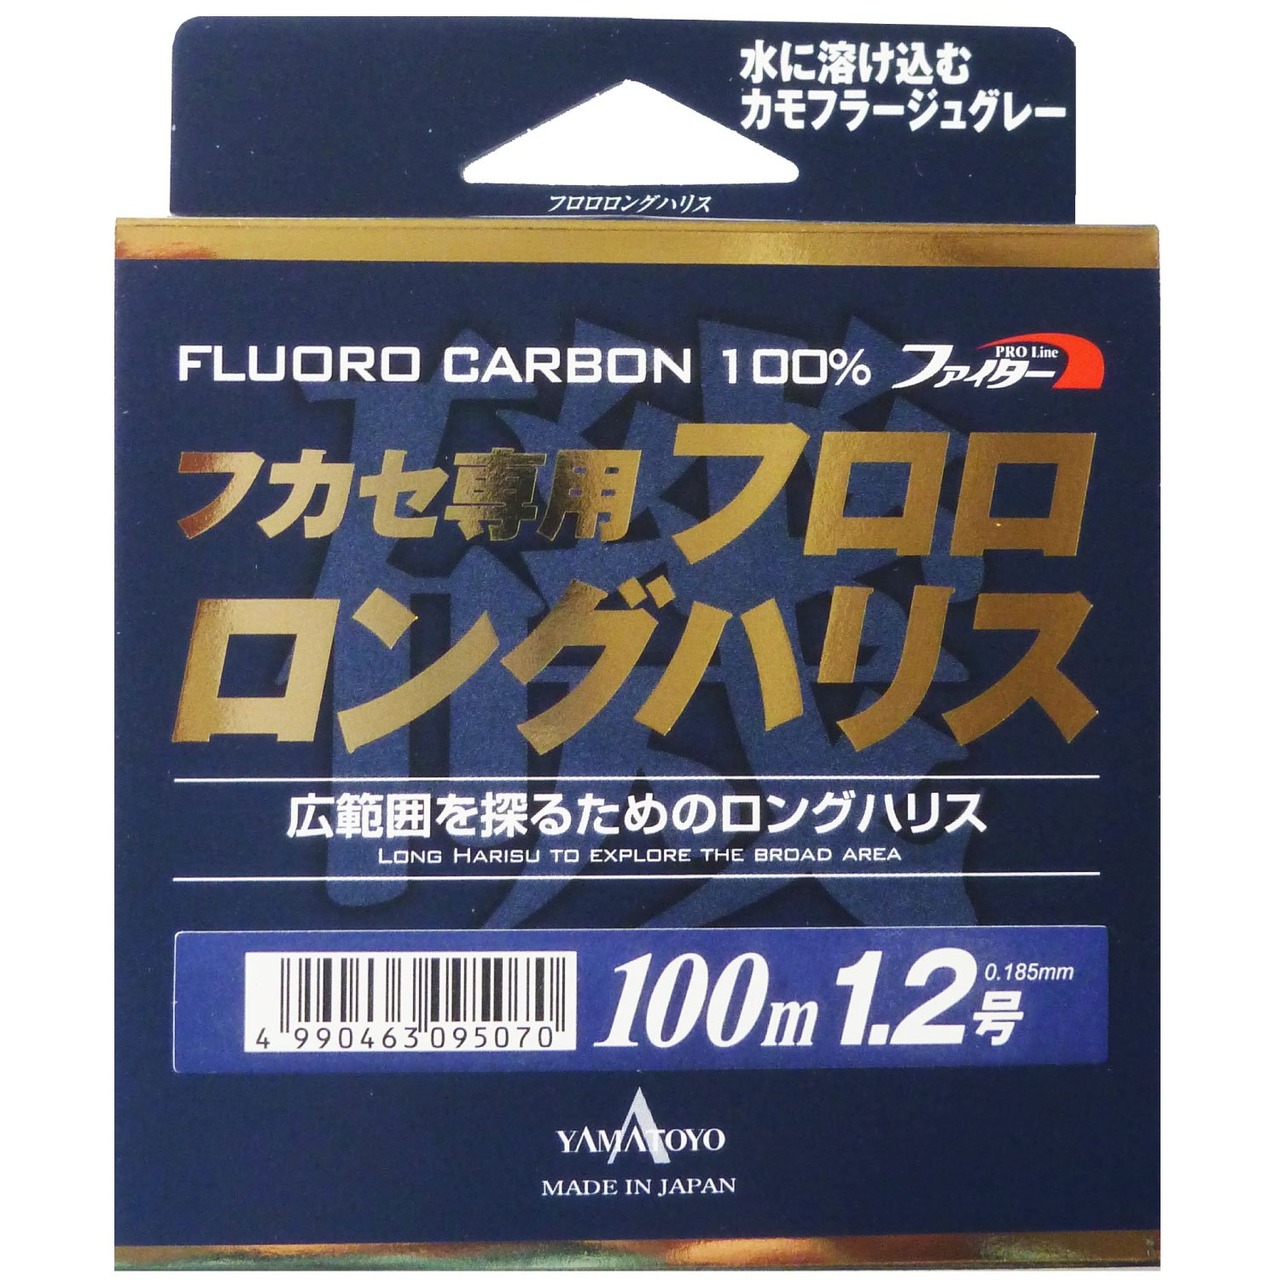 水に溶け込む
カモフラージュグレー
フロロロングハリス
FLUORO CARBON 100% ファイター PRO Line
フカセ専用 フロロ
ロングハリス
広範囲を探るためのロングハリス
LONG HARISU TO EXPLORE THE BROAD AREA
4 990463 095070 100m 1.2号 0.185mm
YAMATOYO
MADE IN JAPAN